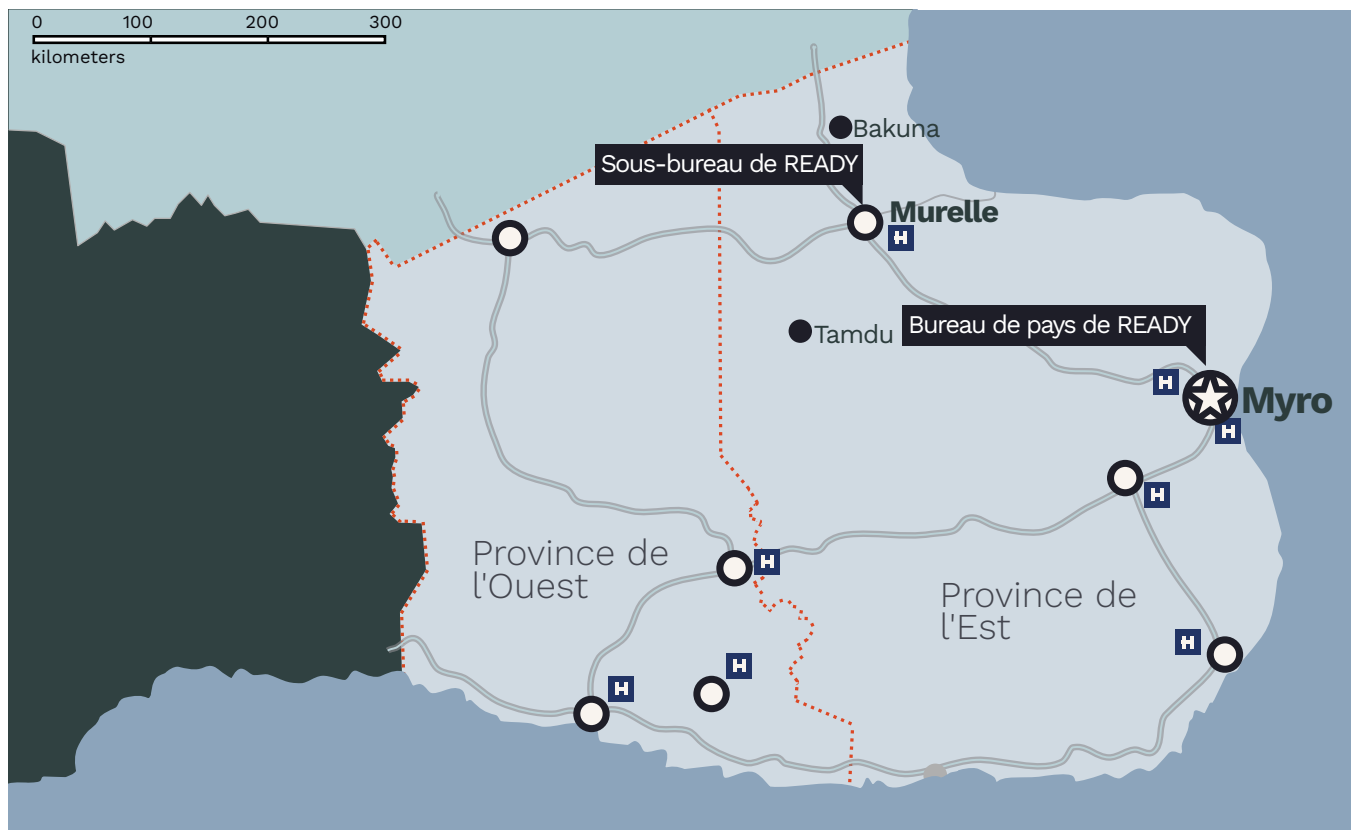 0 100 200 300
kilometers
Bakuna
Sous-bureau de READY
Murelle
H
Bureau de pays de READY
Tamdu
H
Myro
H
H
Province de
l'Ouest
H
Province de
l'Est
H
H
H